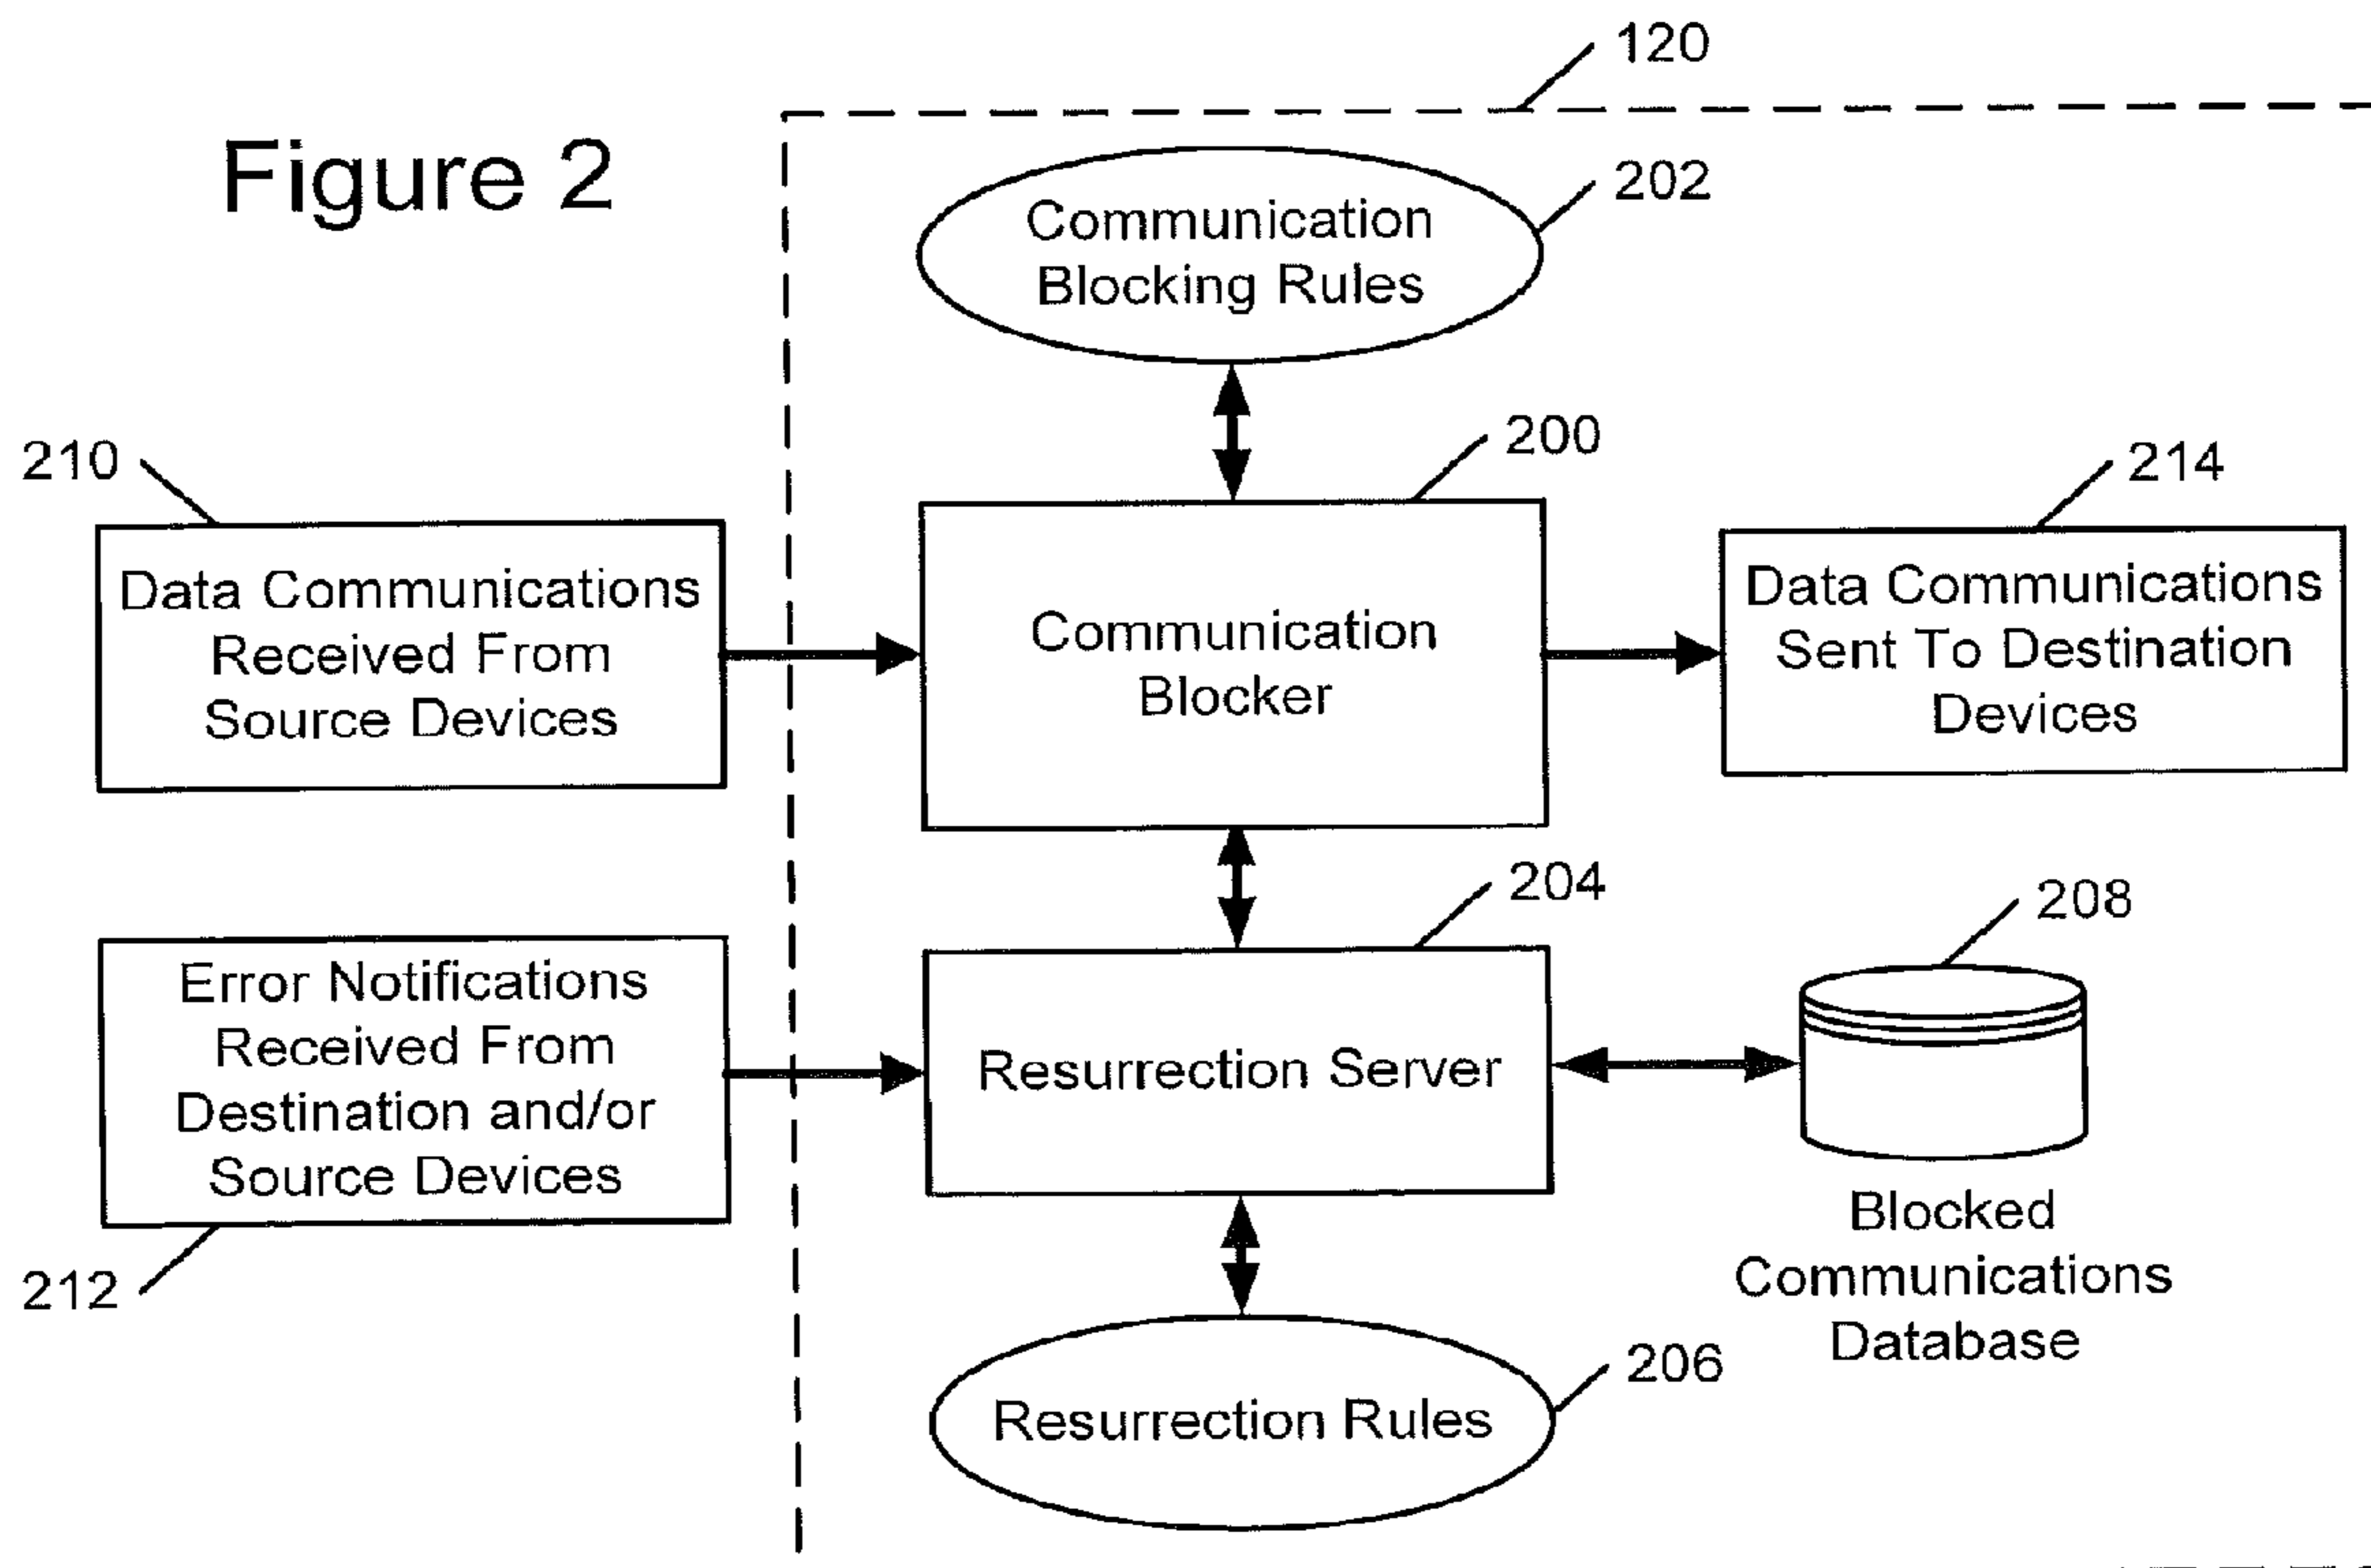 Figure 2
120
Communication
Blocking Rules
202
210
Data Communications
Received From
Source Devices
200
Communication
Blocker
214
Data Communications
Sent To Destination
Devices
Error Notifications
Received From
Destination and/or
Source Devices
212
204
Resurrection Server
208
Blocked
Communications
Database
Resurrection Rules
206